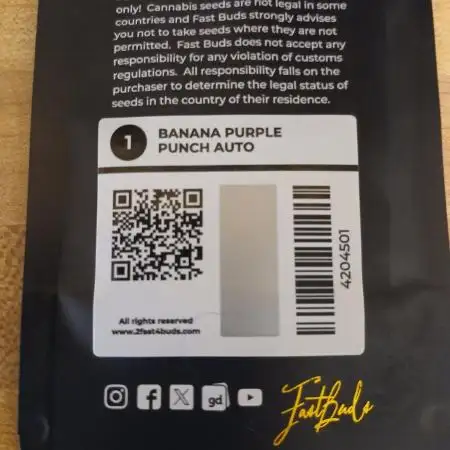 only! Cannabis seeds are not legal in some
countries and Fast Buds strongly advises
you not to take seeds where they are not
permitted. Fast Buds does not accept any
responsibility for any violation of customs
regulations. All responsibility falls on the
purchaser to determine the legal status of
seeds in the country of their residence.
1
BANANA PURPLE
PUNCH AUTO
4204501
All rights reserved
www.2fast4buds.com
f
X
gd
FastBuds